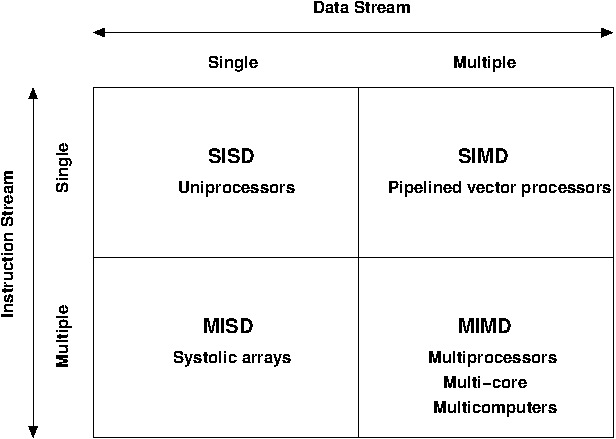 Data Stream
Single
Multiple
Instruction Stream
Single
SISD
Uniprocessors
SIMD
Pipelined vector processors
Multiple
MISD
Systolic arrays
MIMD
Multiprocessors
Multi−core
Multicomputers